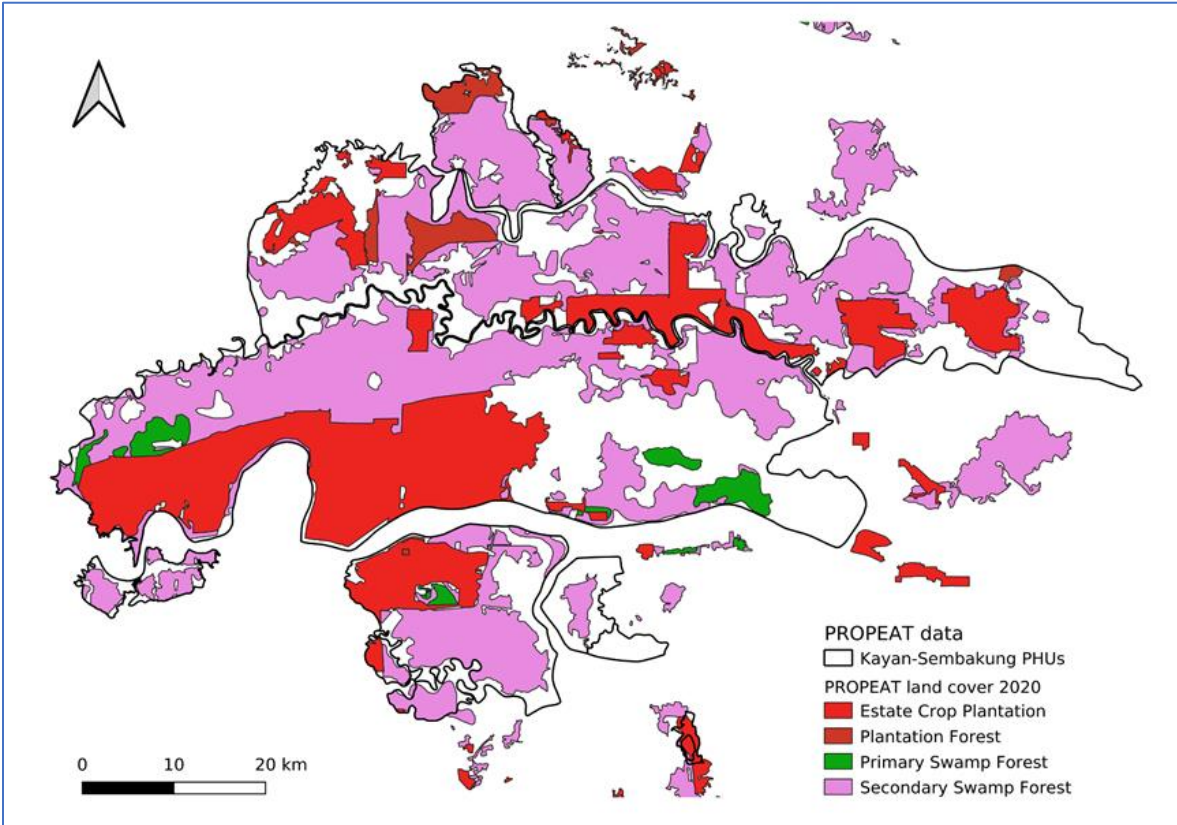 PROPEAT data
Kayan-Sembakung PHUs
PROPEAT land cover 2020
Estate Crop Plantation
Plantation Forest
Primary Swamp Forest
Secondary Swamp Forest
0 10 20 km